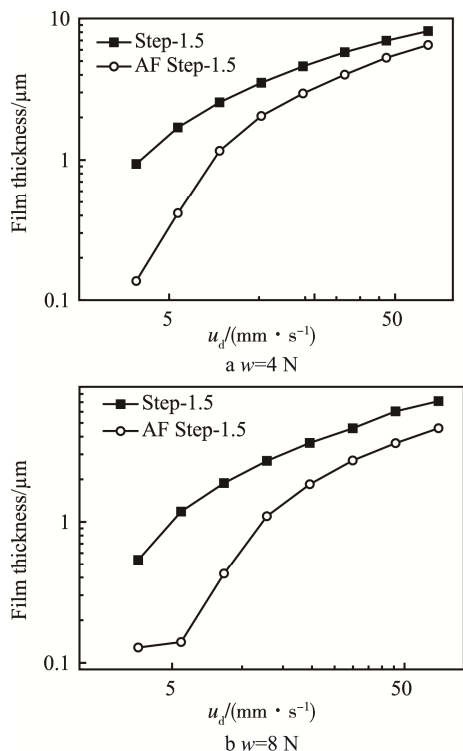 10
Step-1.5
AF Step-1.5
Film thickness/μm
1
0.1
5
50
u_d/(mm · s⁻¹)
a w=4 N
Step-1.5
AF Step-1.5
Film thickness/μm
1
0.1
5
50
u_d/(mm · s⁻¹)
b w=8 N